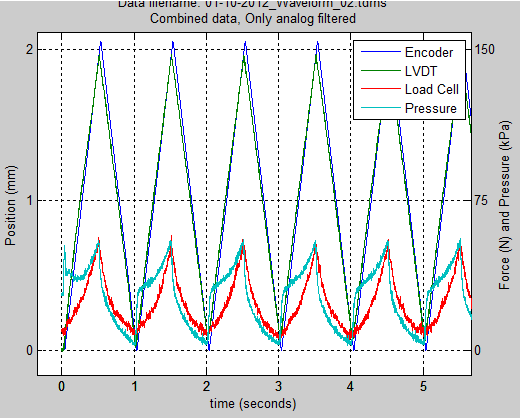 Data filename: 01-10-2012_Waveform_02.tdms
Combined data, Only analog filtered
2
1
0
Position (mm)
Encoder
LVDT
Load Cell
Pressure
150
75
0
Force (N) and Pressure (kPa)
0 1 2 3 4 5
time (seconds)